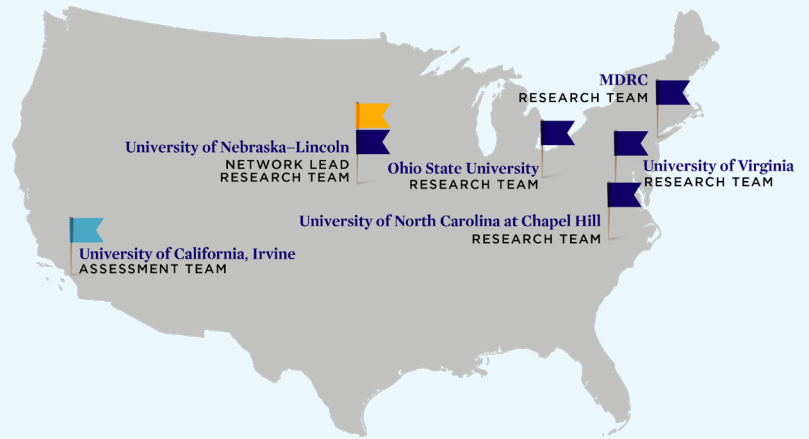 MDRC
RESEARCH TEAM
University of Nebraska–Lincoln
NETWORK LEAD
RESEARCH TEAM
Ohio State University
RESEARCH TEAM
University of Virginia
RESEARCH TEAM
University of North Carolina at Chapel Hill
RESEARCH TEAM
University of California, Irvine
ASSESSMENT TEAM